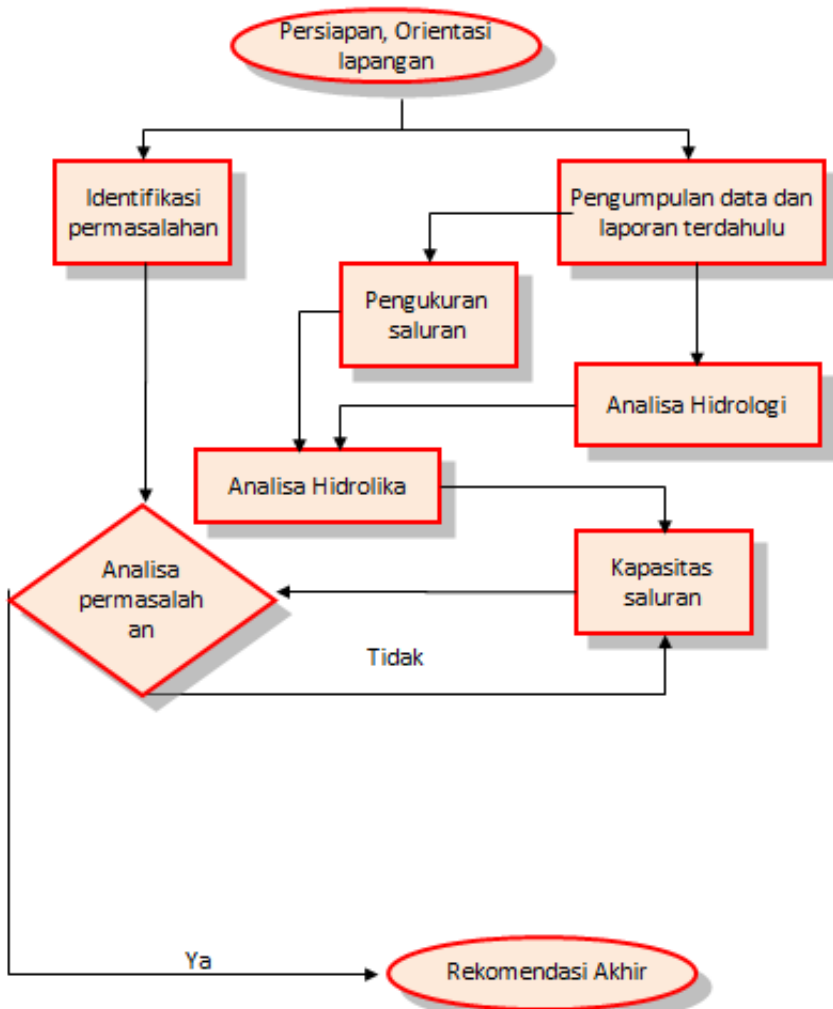 Persiapan, Orientasi
lapangan
Identifikasi
permasalahan
Pengumpulan data dan
laporan terdahulu
Pengukuran
saluran
Analisa Hidrologi
Analisa Hidrolika
Kapasitas
saluran
Analisa
permasalah
an
Tidak
Ya
Rekomendasi Akhir